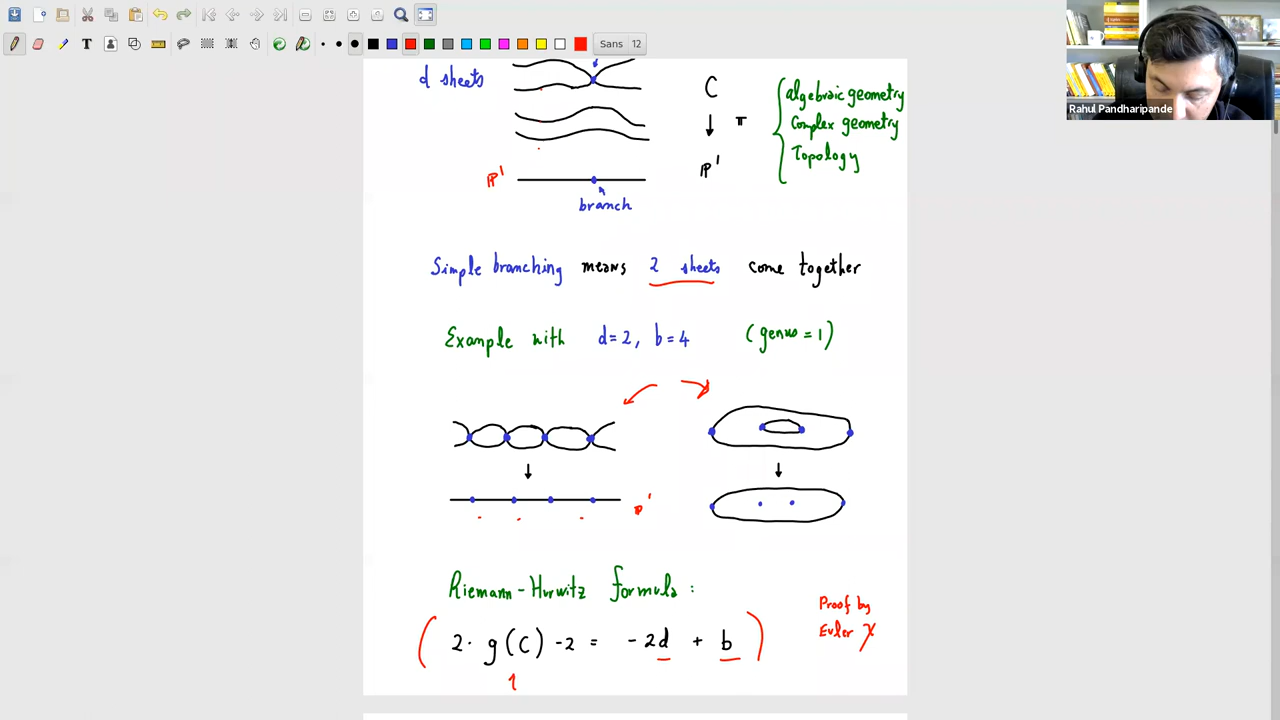 Sans 12
d sheets
C
π
P¹
P¹
branch
algebraic geometry
Complex geometry
Topology
Rahul Pandharipande
Simple branching means 2 sheets come together
Example with d=2, b=4 (genus = 1)
P¹
Riemann-Hurwitz formula:
( 2· g(C) -2 = -2d + b )
1
Proof by
Euler χ